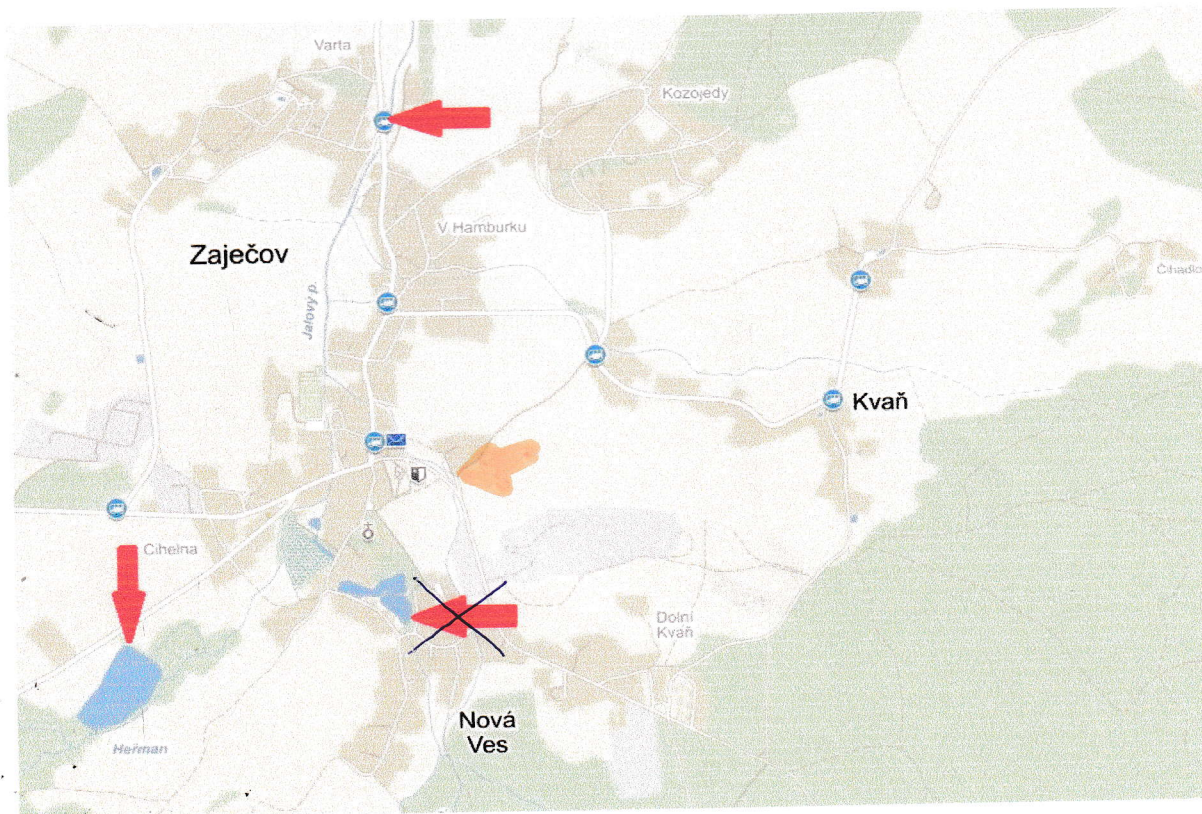 Varta
Kozojedy
V Hamburku
Zaječov
Čihadlo
Jalový p.
Kvaň
Cihelna
Dolní
Kvaň
Nová
Ves
Heřman